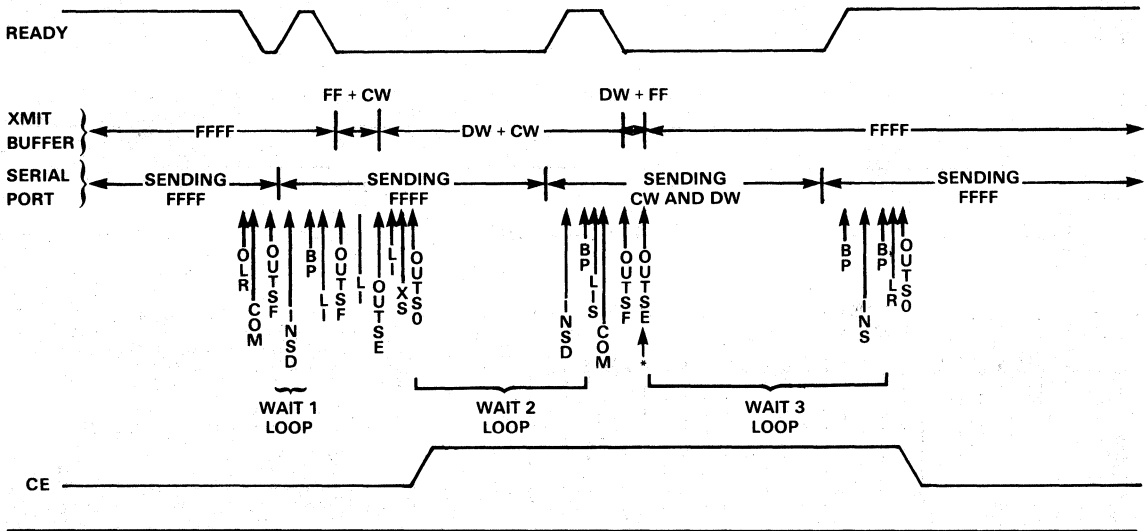 READY
FF + CW
DW + FF
XMIT
BUFFER
FFFF
DW + CW
FFFF
SERIAL
PORT
SENDING
FFFF
SENDING
FFFF
SENDING
CW AND DW
SENDING
FFFF
OLR
COM
OUTSF
INSD
BP
LI
OUTSF
LI
OUTSE
LI
XS
OUTSO
INSD
BP
LIS
COM
OUTSF
OUTSE
*
BP
INS
BP
LR
OUTSO
WAIT 1
LOOP
WAIT 2
LOOP
WAIT 3
LOOP
CE